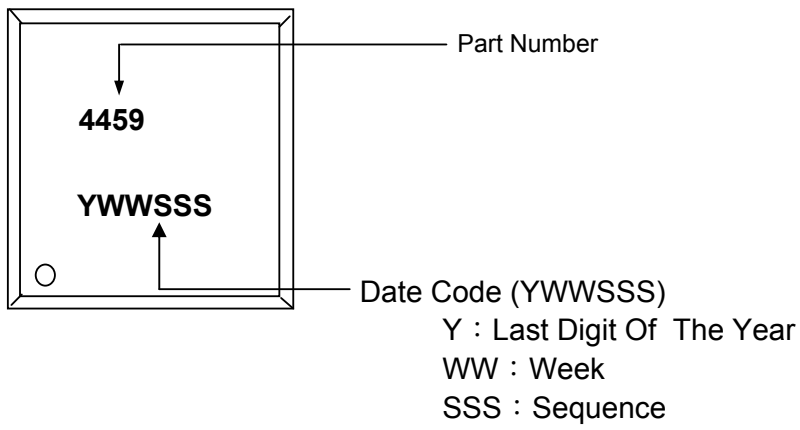 Part Number
4459
YWWSSS
Date Code (YWWSSS)
Y：Last Digit Of The Year
WW：Week
SSS：Sequence